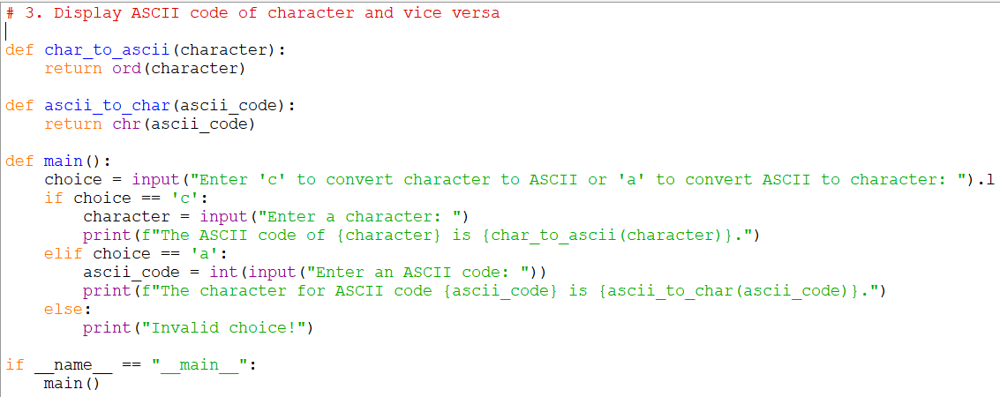 # 3. Display ASCII code of character and vice versa

def char_to_ascii(character):
    return ord(character)

def ascii_to_char(ascii_code):
    return chr(ascii_code)

def main():
    choice = input("Enter 'c' to convert character to ASCII or 'a' to convert ASCII to character: ").l
    if choice == 'c':
        character = input("Enter a character: ")
        print(f"The ASCII code of {character} is {char_to_ascii(character)}.")
    elif choice == 'a':
        ascii_code = int(input("Enter an ASCII code: "))
        print(f"The character for ASCII code {ascii_code} is {ascii_to_char(ascii_code)}.")
    else:
        print("Invalid choice!")

if __name__ == "__main__":
    main()